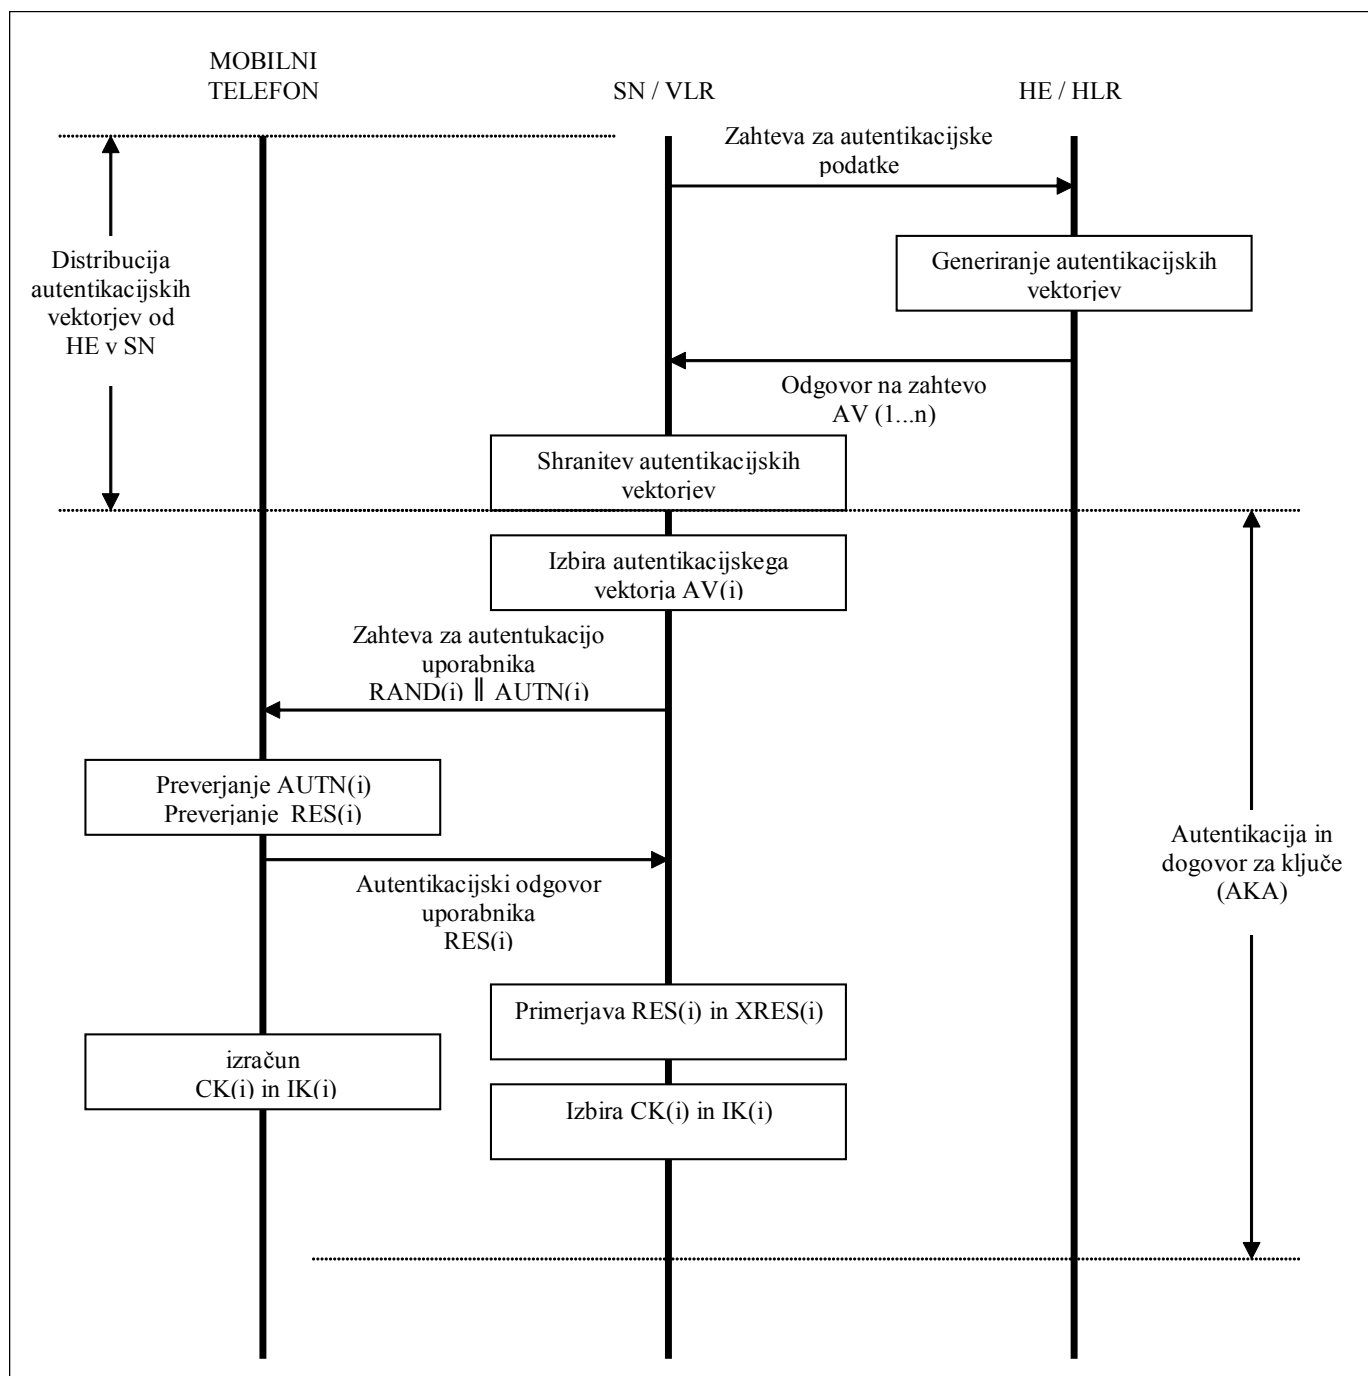 MOBILNI
TELEFON
SN / VLR
HE / HLR
Zahteva za autentikacijske
podatke
Generiranje autentikacijskih
vektorjev
Distribucija
autentikacijskih
vektorjev od
HE v SN
Odgovor na zahtevo
AV (1...n)
Shranitev autentikacijskih
vektorjev
Izbira autentikacijskega
vektorja AV(i)
Zahteva za autentukacijo
uporabnika
RAND(i) || AUTN(i)
Preverjanje AUTN(i)
Preverjanje RES(i)
Autentikacija in
dogovor za ključe
(AKA)
Autentikacijski odgovor
uporabnika
RES(i)
Primerjava RES(i) in XRES(i)
izračun
CK(i) in IK(i)
Izbira CK(i) in IK(i)